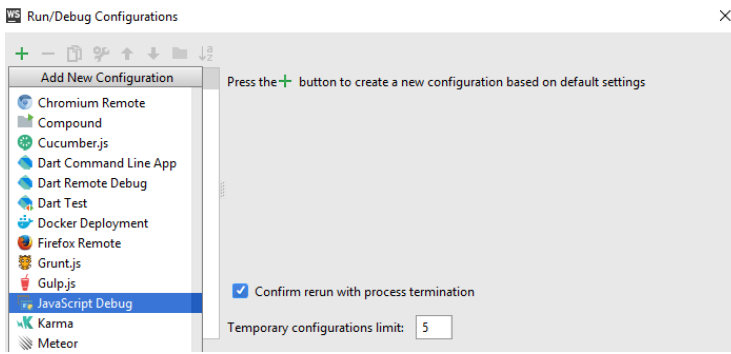 WS Run/Debug Configurations
Add New Configuration
Press the + button to create a new configuration based on default settings
Chromium Remote
Compound
Cucumber.js
Dart Command Line App
Dart Remote Debug
Dart Test
Docker Deployment
Firefox Remote
Grunt.js
Gulp.js
JavaScript Debug
Karma
Meteor
Confirm rerun with process termination
Temporary configurations limit: 5